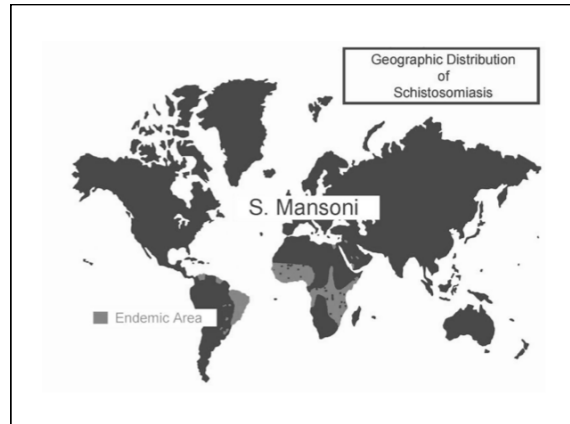 Geographic Distribution
of
Schistosomiasis
S. Mansoni
Endemic Area